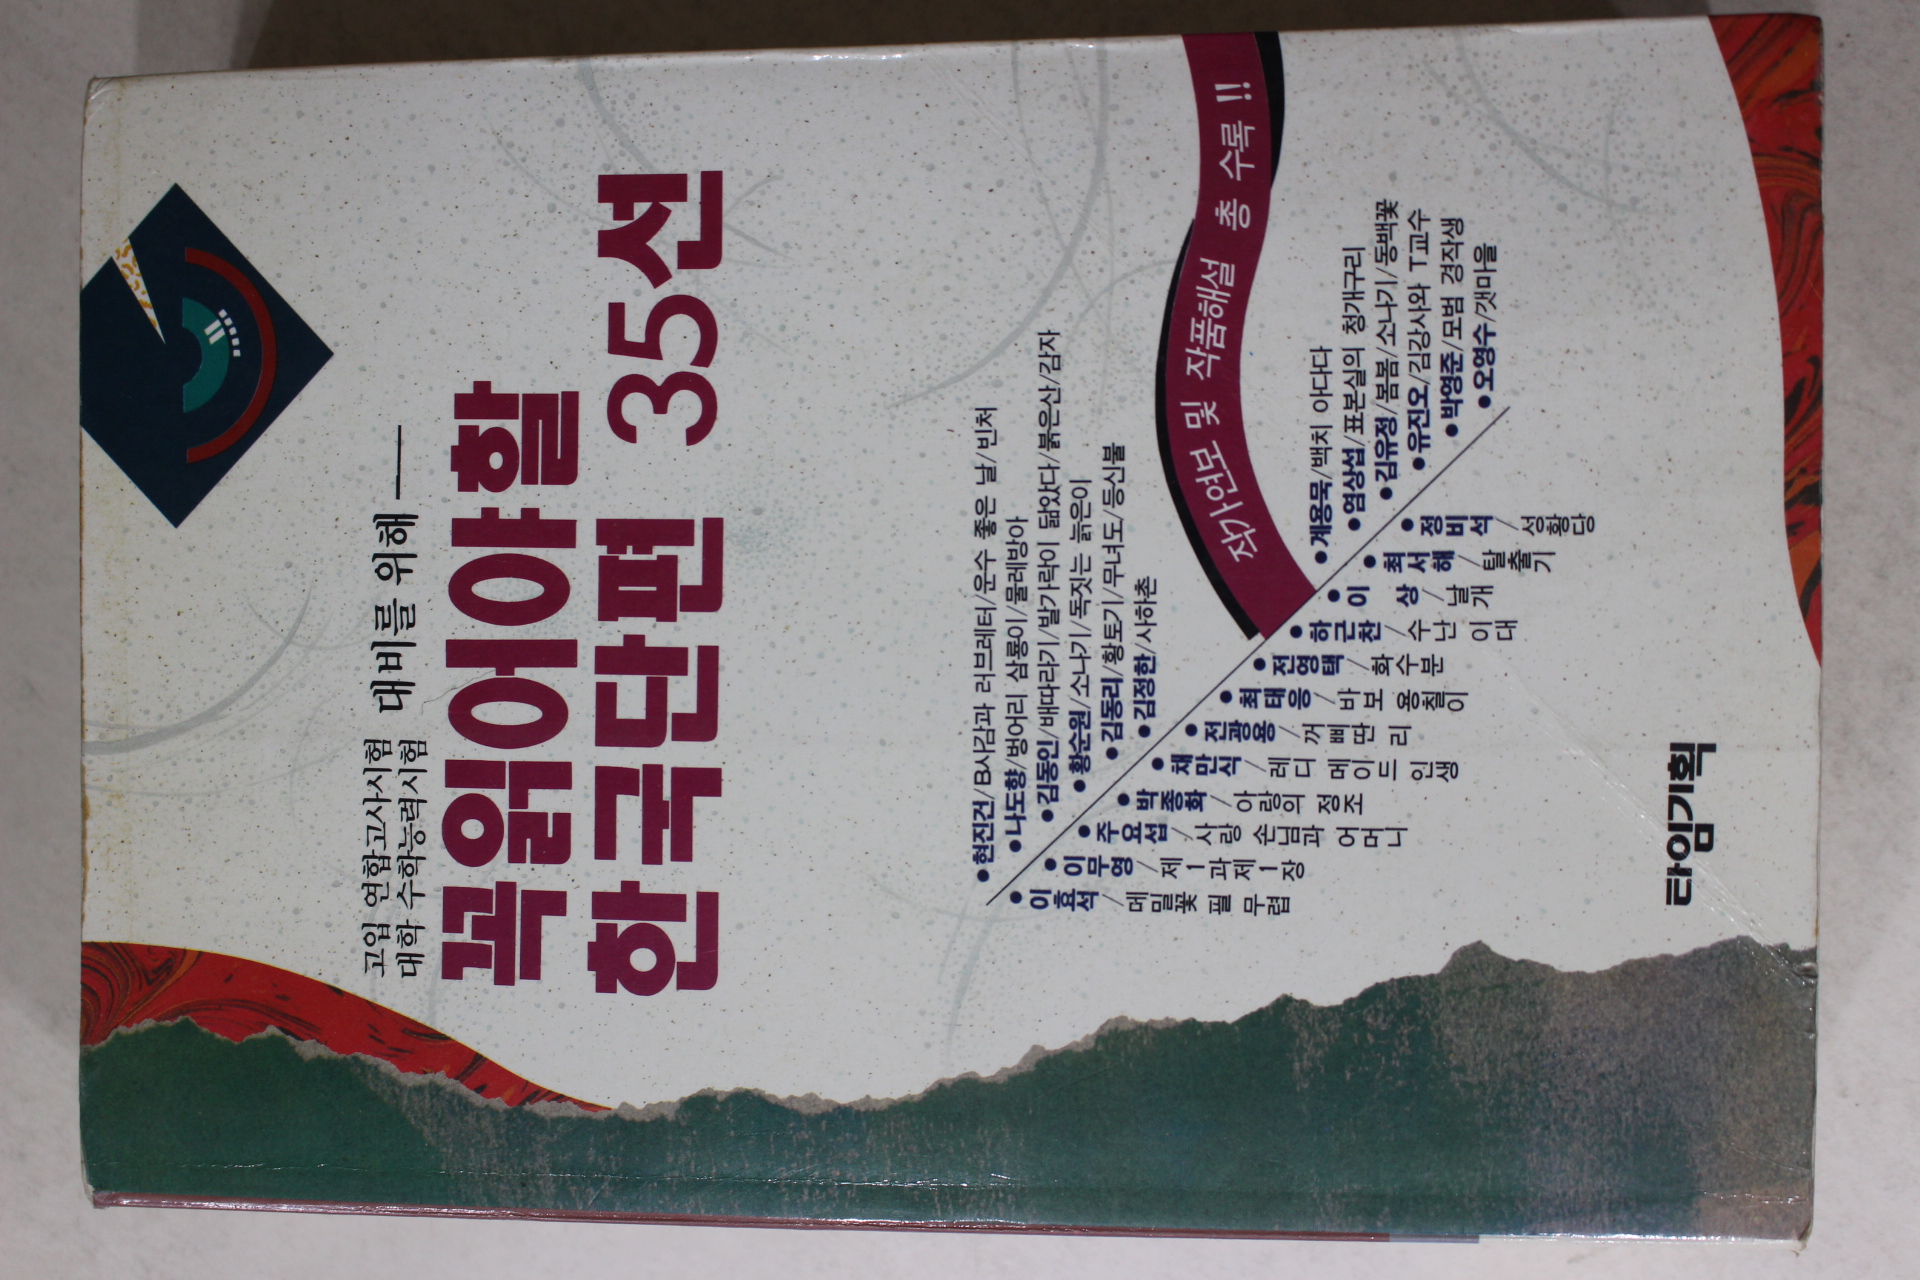 고입 연합고사시험
대학 수학능력시험 대비를 위해
꼭읽어야할
한국단편 35선
●현진건/B사감과 러브레터/운수 좋은 날/빈처
●나도향/벙어리 삼룡이/물레방아
●김동인/배따라기/발가락이 닮았다/붉은산/감자
●황순원/소나기/독짓는 늙은이
●김동리/황토기/무녀도/등신불
●김정한/사하촌
작가연보 및 작품해설 총 수록!!
●계용묵/백치 아다다
●염상섭/표본실의 청개구리
●김유정/봄봄/소나기/동백꽃
●유진오/김강사와 T교수
●박영준/모범 경작생
●오영수/갯마을
●이효석/메밀꽃 필 무렵
●이무영/제1과제1장
●주요섭/사랑 손님과 어머니
●박종화/아랑의 정조
●채만식/레디 메이드 인생
●전광용/꺼삐딴 리
●최태응/바보 용칠이
●전영택/화수분
●하근찬/수난 이대
●이상/날개
●최서해/탈출기
●정비석/성황당
타임기획